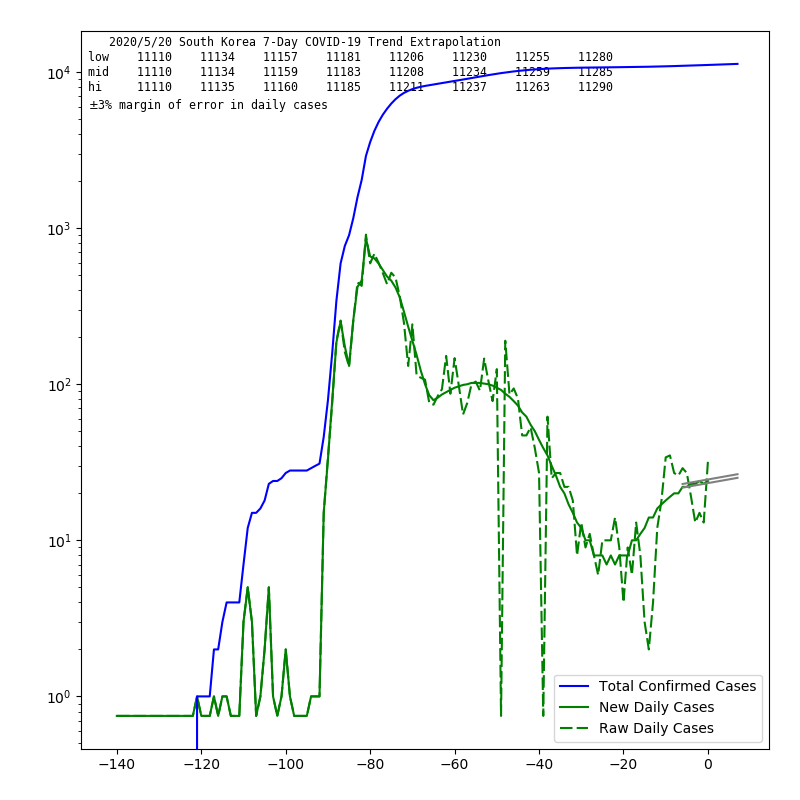 2020/5/20 South Korea 7-Day COVID-19 Trend Extrapolation
low 11110 11134 11157 11181 11206 11230 11255 11280
mid 11110 11134 11159 11183 11208 11234 11259 11285
hi 11110 11135 11160 11185 11211 11237 11263 11290
±3% margin of error in daily cases
10⁴
10³
10²
10¹
10⁰
Total Confirmed Cases
New Daily Cases
Raw Daily Cases
−140 −120 −100 −80 −60 −40 −20 0